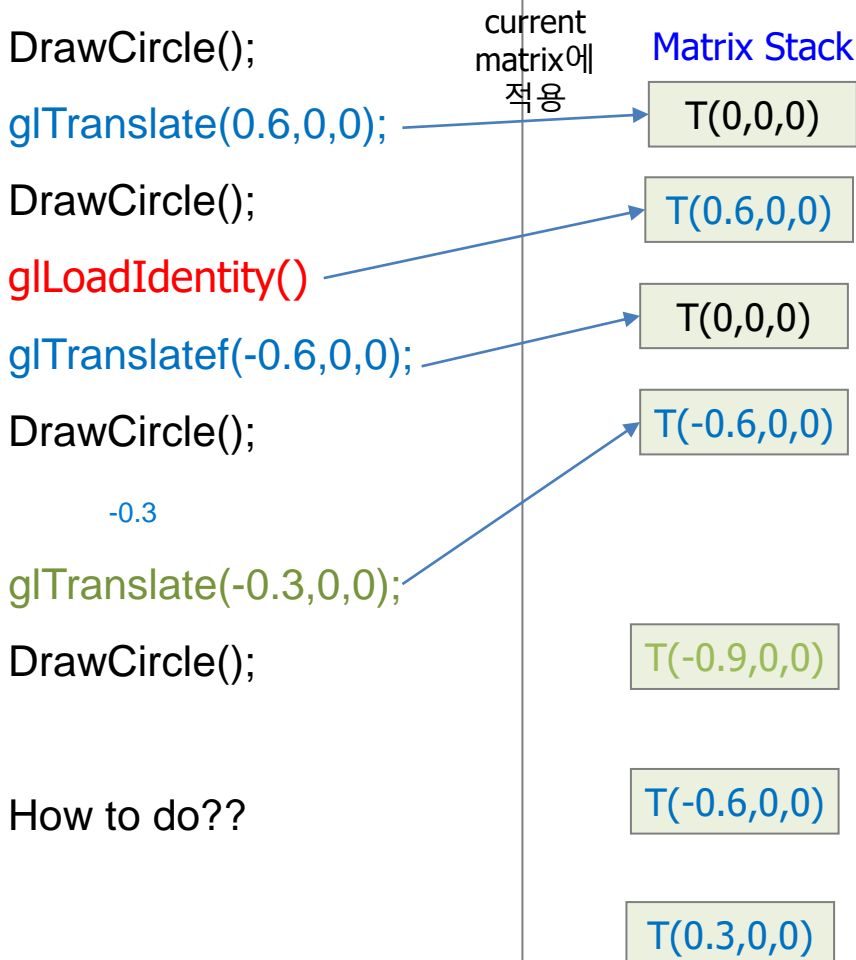 DrawCircle();
current
matrix에
적용
Matrix Stack
glTranslate(0.6,0,0);
T(0,0,0)
DrawCircle();
T(0.6,0,0)
glLoadIdentity()
T(0,0,0)
glTranslatef(-0.6,0,0);
DrawCircle();
T(-0.6,0,0)
-0.3
glTranslate(-0.3,0,0);
DrawCircle();
T(-0.9,0,0)
How to do??
T(-0.6,0,0)
T(0.3,0,0)